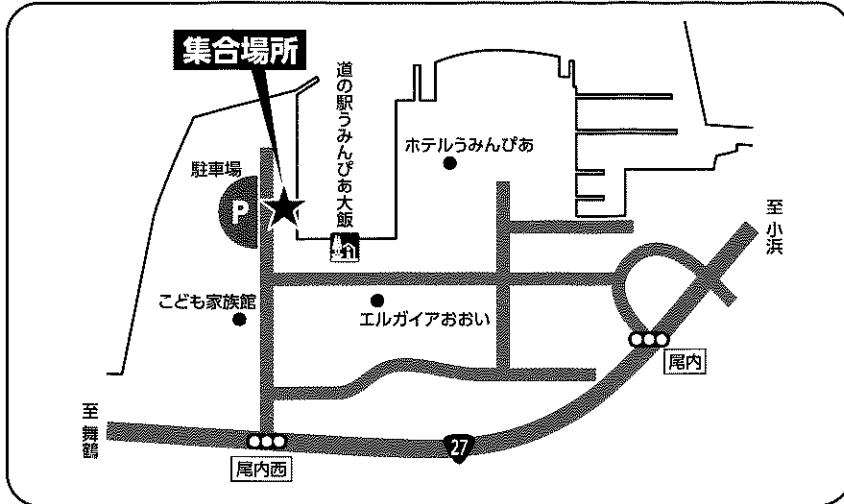 集合場所
道の駅うみんぴあ大飯
ホテルうみんぴあ
駐車場
P
至 小浜
こども家族館
エルガイアおおい
尾内
至 舞鶴
27
尾内西